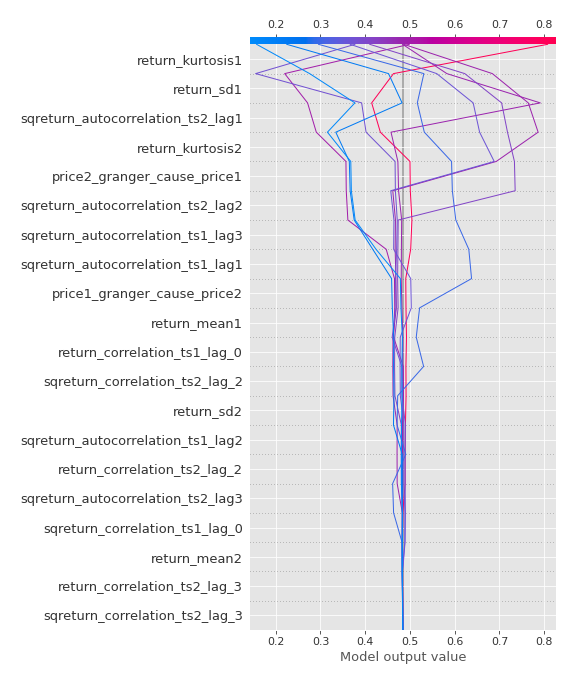 0.2 0.3 0.4 0.5 0.6 0.7 0.8
return_kurtosis1
return_sd1
sqreturn_autocorrelation_ts2_lag1
return_kurtosis2
price2_granger_cause_price1
sqreturn_autocorrelation_ts2_lag2
sqreturn_autocorrelation_ts1_lag3
sqreturn_autocorrelation_ts1_lag1
price1_granger_cause_price2
return_mean1
return_correlation_ts1_lag_0
sqreturn_correlation_ts2_lag_2
return_sd2
sqreturn_autocorrelation_ts1_lag2
return_correlation_ts2_lag_2
sqreturn_autocorrelation_ts2_lag3
sqreturn_correlation_ts1_lag_0
return_mean2
return_correlation_ts2_lag_3
sqreturn_correlation_ts2_lag_3
0.2 0.3 0.4 0.5 0.6 0.7 0.8
Model output value